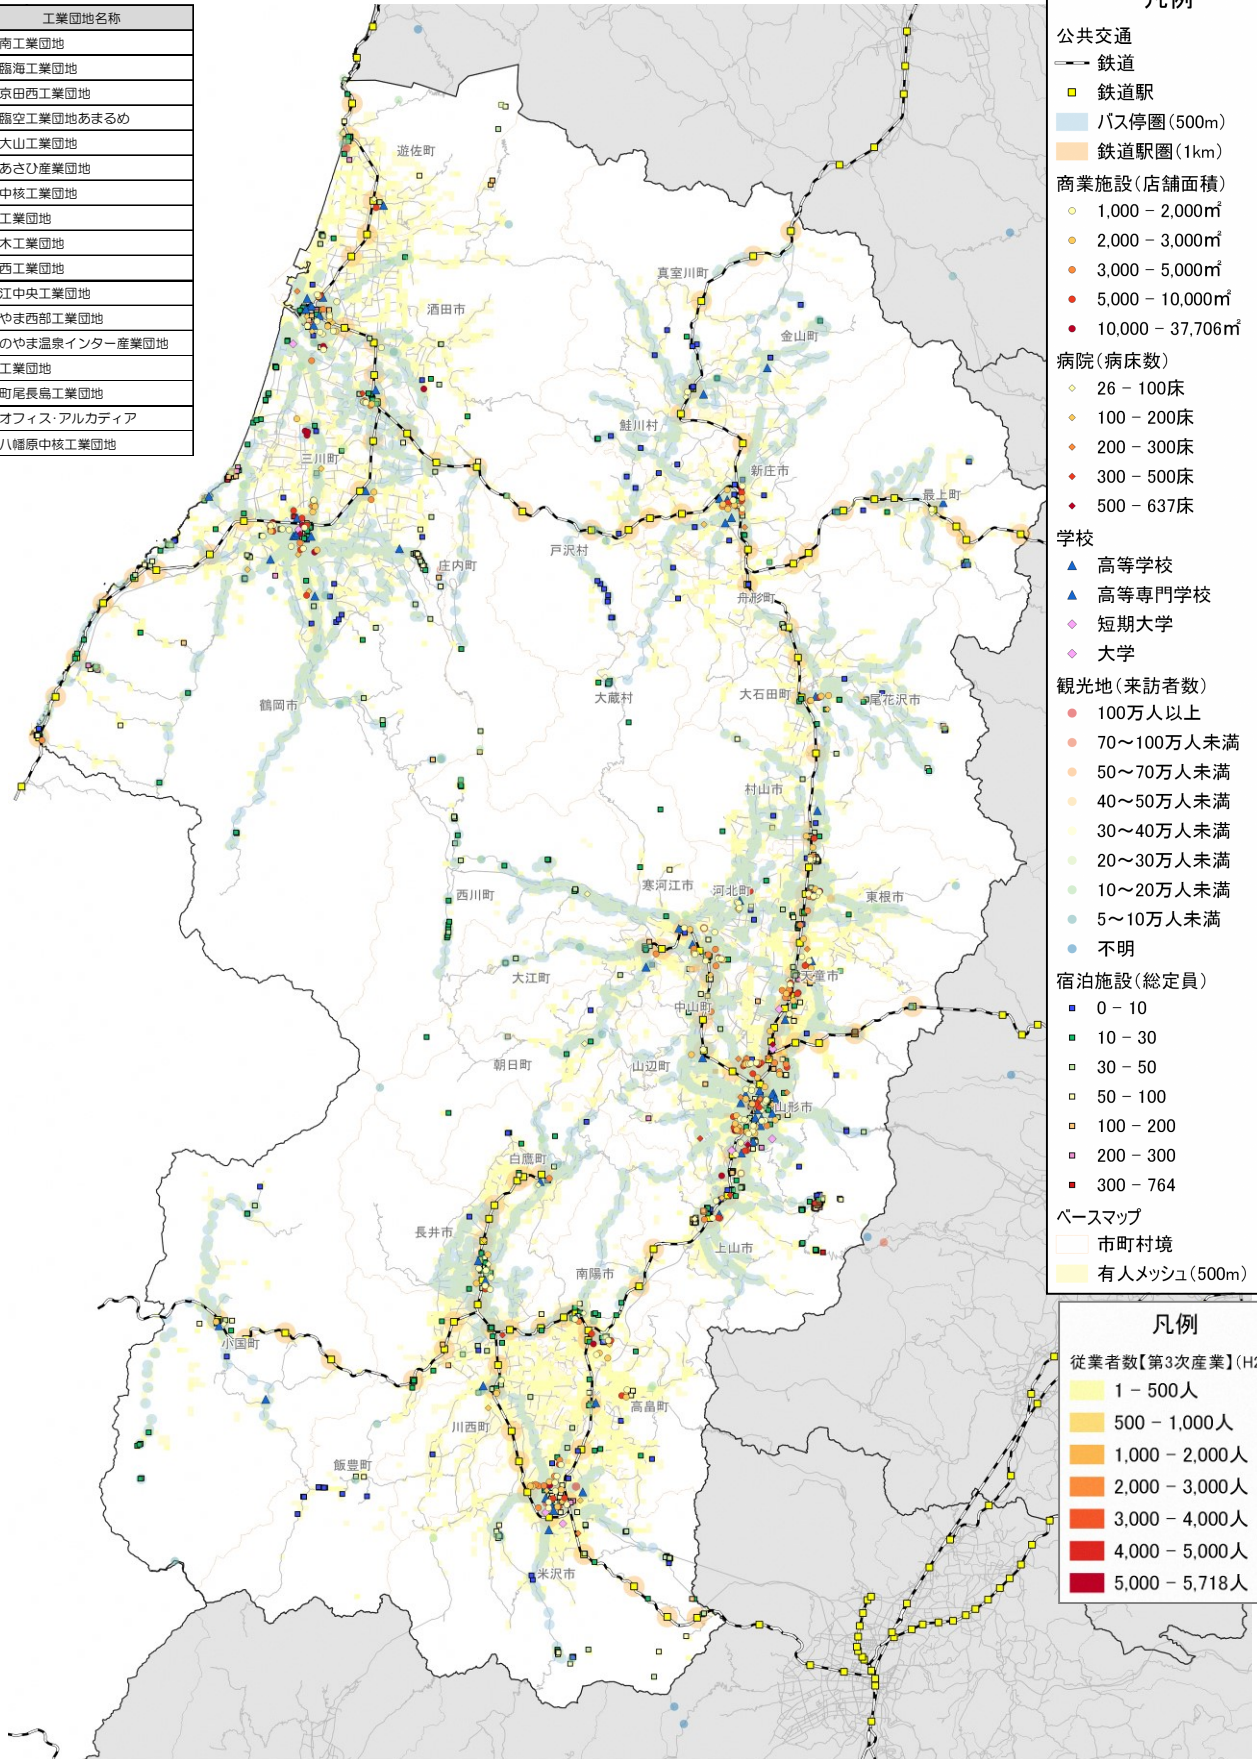 工業団地名称
南工業団地
臨海工業団地
京田西工業団地
臨空工業団地あまるめ
大山工業団地
あさひ産業団地
中核工業団地
工業団地
木工業団地
西工業団地
江中央工業団地
やま西部工業団地
のやま温泉インター産業団地
工業団地
町尾長島工業団地
オフィス・アルカディア
八幡原中核工業団地
遊佐町
酒田市
真室川町
金山町
鮭川村
三川町
新庄市
最上町
戸沢村
庄内町
舟形町
大蔵村
大石田町
尾花沢市
鶴岡市
村山市
寒河江市
河北町
西川町
東根市
大江町
天童市
中山町
朝日町
山辺町
山形市
白鷹町
長井市
上山市
南陽市
小国町
高畠町
川西町
飯豊町
米沢市
凡例
公共交通
鉄道
鉄道駅
バス停圏(500m)
鉄道駅圏(1km)
商業施設(店舗面積)
1,000 - 2,000㎡
2,000 - 3,000㎡
3,000 - 5,000㎡
5,000 - 10,000㎡
10,000 - 37,706㎡
病院(病床数)
26 - 100床
100 - 200床
200 - 300床
300 - 500床
500 - 637床
学校
高等学校
高等専門学校
短期大学
大学
観光地(来訪者数)
100万人以上
70～100万人未満
50～70万人未満
40～50万人未満
30～40万人未満
20～30万人未満
10～20万人未満
5～10万人未満
不明
宿泊施設(総定員)
0 - 10
10 - 30
30 - 50
50 - 100
100 - 200
200 - 300
300 - 764
ベースマップ
市町村境
有人メッシュ(500m)
凡例
従業者数【第3次産業】(H2
1 - 500人
500 - 1,000人
1,000 - 2,000人
2,000 - 3,000人
3,000 - 4,000人
4,000 - 5,000人
5,000 - 5,718人